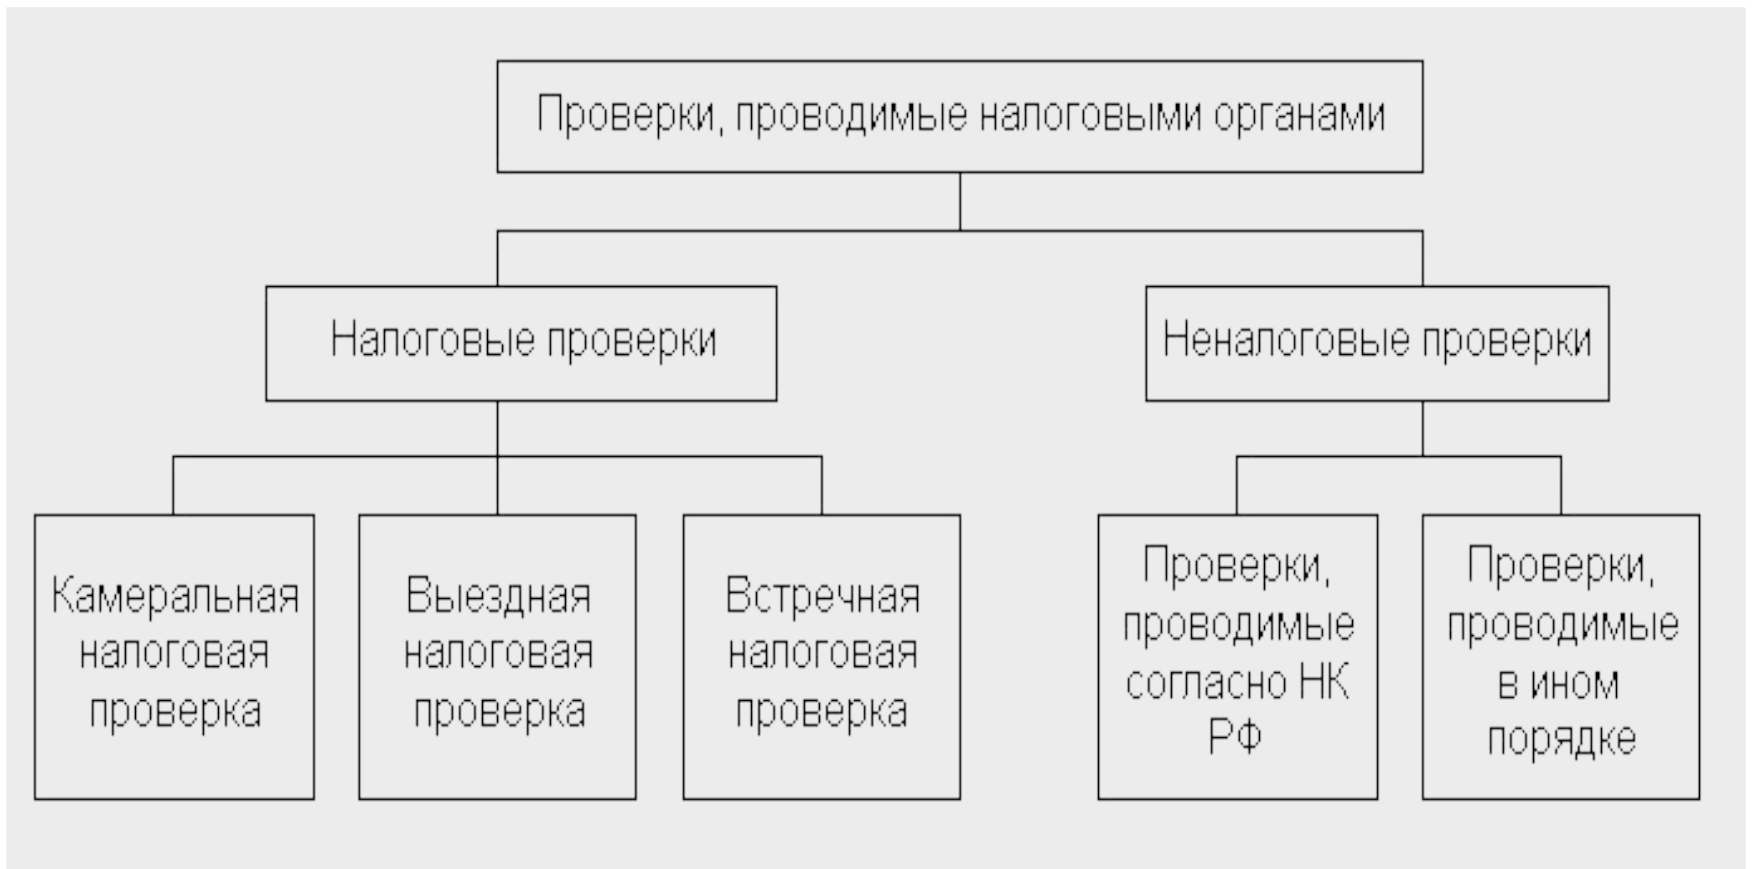 Проверки, проводимые налоговыми органами
Налоговые проверки
Неналоговые проверки
Камеральная
налоговая
проверка
Выездная
налоговая
проверка
Встречная
налоговая
проверка
Проверки,
проводимые
согласно НК
РФ
Проверки,
проводимые
в ином
порядке